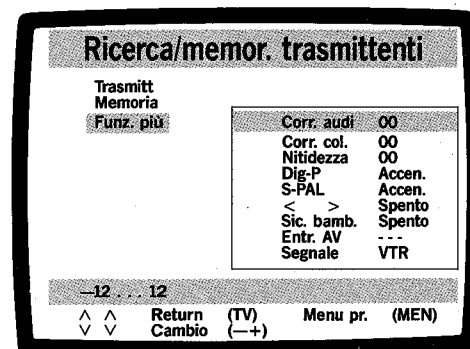 Ricerca/memor. trasmittenti
Trasmitt
Memoria
Funz. più
Corr. audi 00
Corr. col. 00
Nitidezza 00
Dig-P Accen.
S-PAL Accen.
< > Spento
Sic. bamb. Spento
Entr. AV ---
Segnale VTR
—12 . . . 12
∧ ∧ Return (TV) Menu pr. (MEN)
∨ ∨ Cambio (—+)